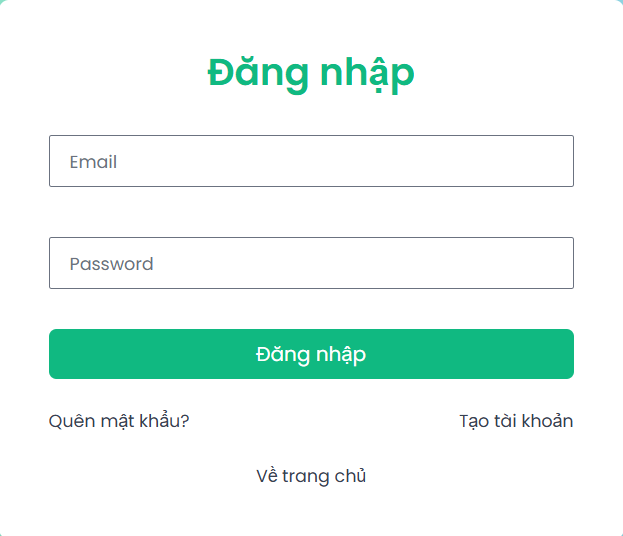 Đăng nhập
Email
Password
Đăng nhập
Quên mật khẩu? Tạo tài khoản
Về trang chủ